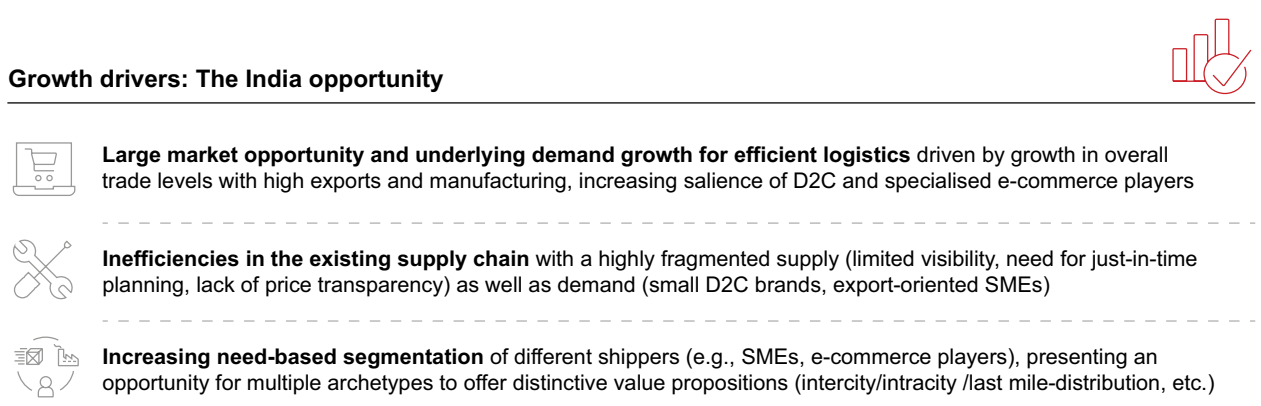 Growth drivers: The India opportunity
Large market opportunity and underlying demand growth for efficient logistics driven by growth in overall
trade levels with high exports and manufacturing, increasing salience of D2C and specialised e-commerce players
Inefficiencies in the existing supply chain with a highly fragmented supply (limited visibility, need for just-in-time
planning, lack of price transparency) as well as demand (small D2C brands, export-oriented SMEs)
Increasing need-based segmentation of different shippers (e.g., SMEs, e-commerce players), presenting an
opportunity for multiple archetypes to offer distinctive value propositions (intercity/intracity /last mile-distribution, etc.)